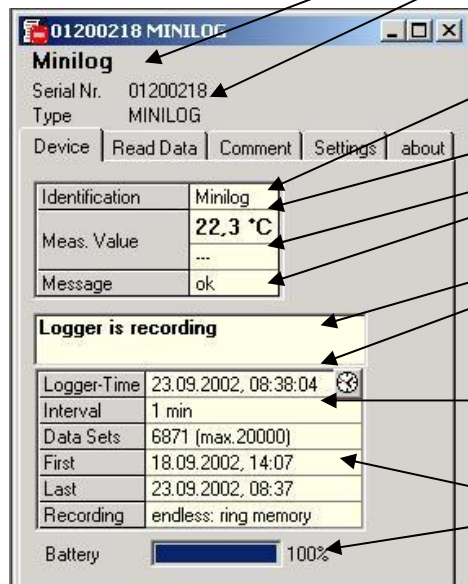 01200218 MINILOG
Minilog
Serial Nr. 01200218
Type MINILOG
Device Read Data Comment Settings about
Identification Minilog
Meas. Value 22,3 °C
---
Message ok
Logger is recording
Logger-Time 23.09.2002, 08:38:04
Interval 1 min
Data Sets 6871 (max.20000)
First 18.09.2002, 14:07
Last 23.09.2002, 08:37
Recording endless: ring memory
Battery 100%